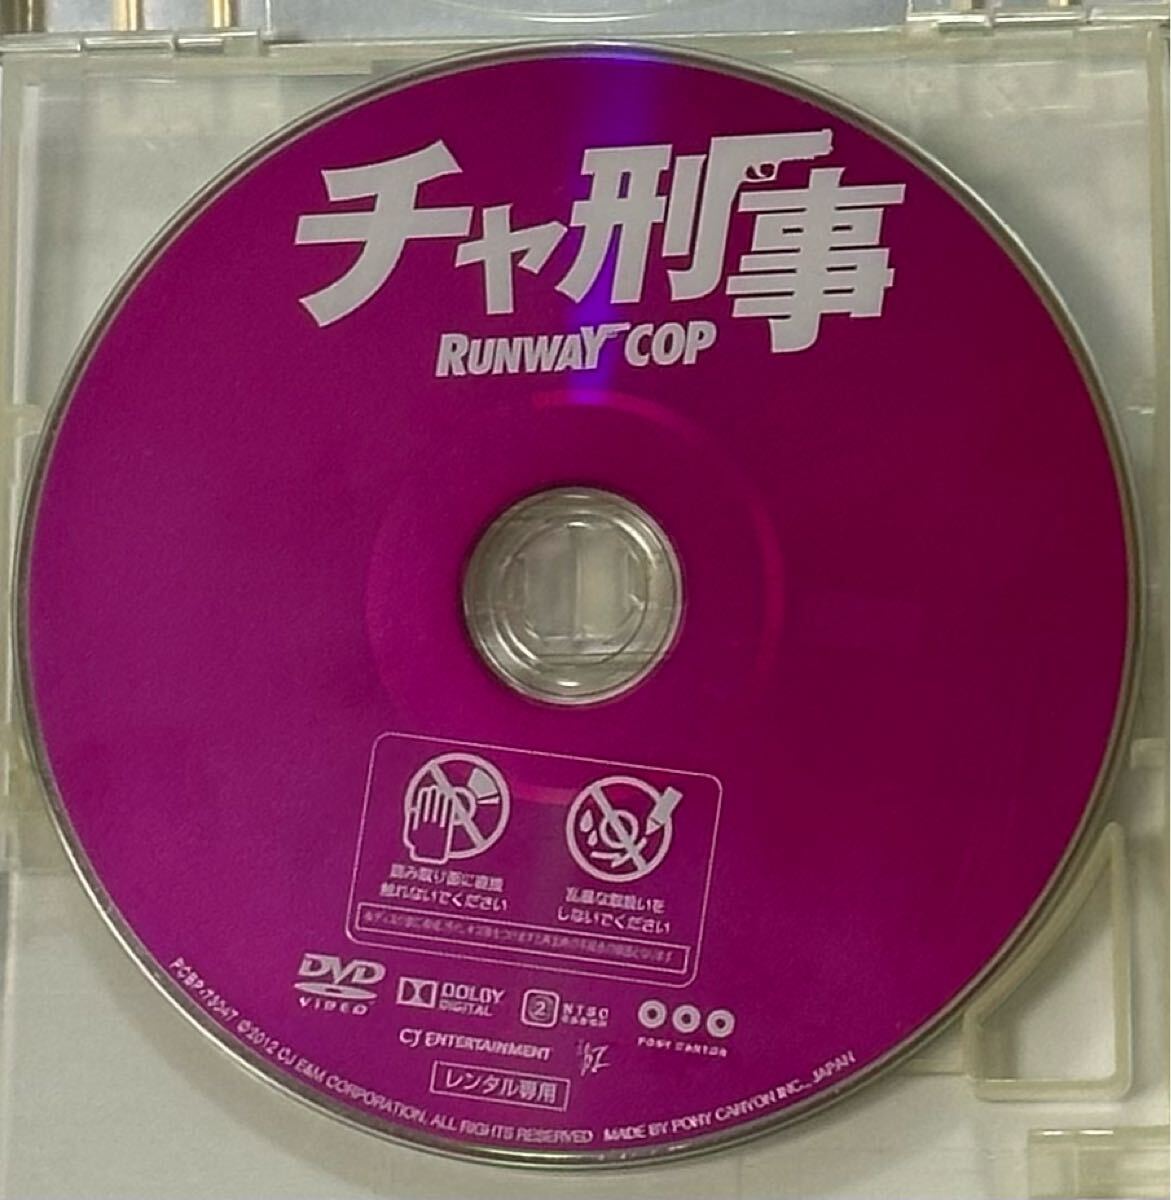 チャ刑事
RUNWAY COP
読み取り面に直接
触れないでください
乱暴な取扱いを
しないでください
DVD
VIDEO
DOLBY
DIGITAL
2
NTSC
PONY CANYON
CJ ENTERTAINMENT
レンタル専用
PCBP-73047 ©2012 CJ E&M CORPORATION. ALL RIGHTS RESERVED MADE BY PONY CANYON INC., JAPAN